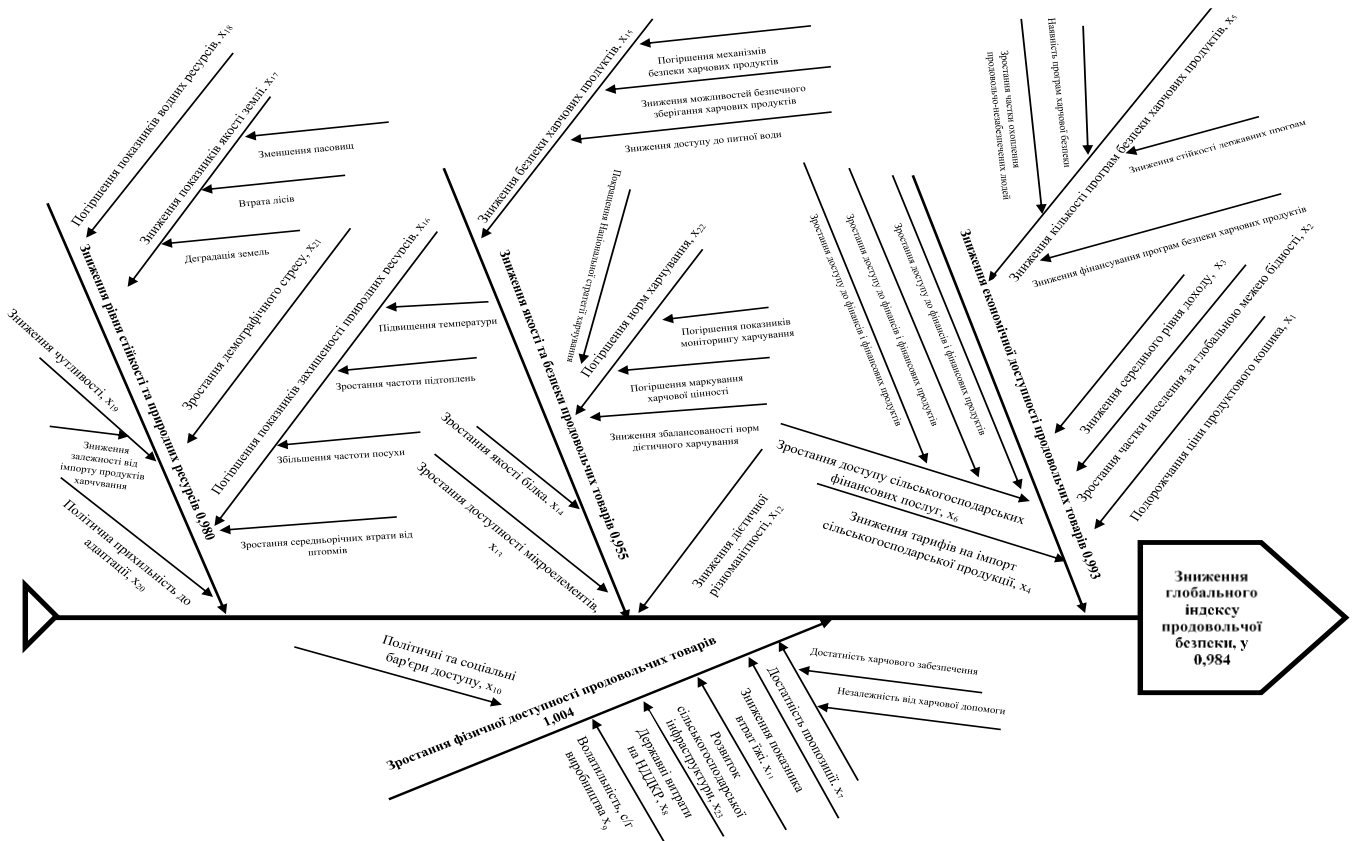 Погіршення показників водних ресурсів, x₁₈
Зниження показників якості землі, x₁₇
Зменшення пасовищ
Втрата лісів
Деградація земель
Зниження рівня стійкості та природних ресурсів 0,980
Зростання демографічного стресу, x₂₁
Погіршення показників захищеності природних ресурсів, x₁₆
Підвищення температури
Зростання частоти підтоплень
Збільшення частоти посухи
Зростання середньорічних втрати від
штормів
Зниження чутливості, x₁₉
Зниження
залежності від
імпорту продуктів
харчування
Політична прихильність до
адаптації, x₂₀
Зниження безпеки харчових продуктів, x₁₅
Погіршення механізмів
безпеки харчових продуктів
Зниження можливостей безпечного
зберігання харчових продуктів
Зниження доступу до питної води
Зниження якості та безпеки продовольчих товарів 0,955
Покращення Національної стратегії харчування
Погіршення норм харчування, x₂₂
Погіршення показників
моніторингу харчування
Погіршення маркування
харчової цінності
Зниження збалансованості норм
дієтичного харчування
Зростання якості білка, x₁₄
Зростання доступності мікроелементів,
x₁₃
Зниження дієтичної
різноманітності, x₁₂
Зростання частки охоплення
продовольчо-незабезпечених людей
Наявність програм харчової безпеки
Зниження кількості програм безпеки харчових продуктів, x₅
Зниження стійкості державних програм
Зниження фінансування програм безпеки харчових продуктів
Зниження економічної доступності продовольчих товарів 0,993
Зростання доступу до фінансів і фінансових продуктів
Зростання доступу до фінансів і фінансових продуктів
Зростання доступу до фінансів і фінансових продуктів
Зростання доступу сільськогосподарських
фінансових послуг, x₆
Зниження тарифів на імпорт
сільськогосподарської продукції, x₄
Зниження середнього рівня доходу, x₃
Зростання частки населення за глобальною межею бідності, x₂
Подорожчання ціни продуктового кошика, x₁
Зниження
глобального
індексу
продовольчої
безпеки, y
0,984
Політичні та соціальні
бар'єри доступу, x₁₀
Зростання фізичної доступності продовольчих товарів
1,004
Волатильність, с/г
виробництва x₉
Державні витрати
на НДДКР, x₈
Розвиток
сільськогосподарської
інфраструктури, x₂₃
Зниження показника
втрат їжі, x₁₁
Достатність пропозиції, x₇
Достатність харчового забезпечення
Незалежність від харчової допомоги